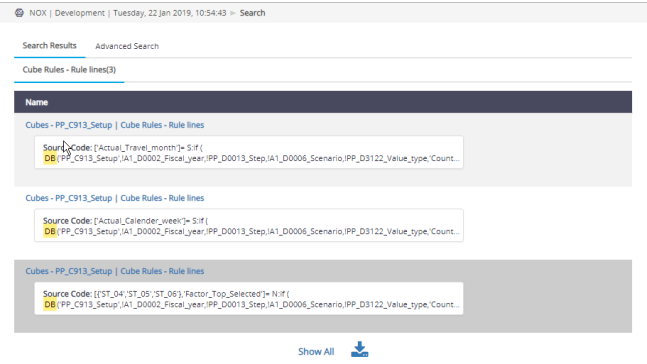 NOX | Development | Tuesday, 22 Jan 2019, 10:54:43 ► Search
Search Results Advanced Search
Cube Rules - Rule lines(3)
Name
Cubes - PP_C913_Setup | Cube Rules - Rule lines
Source Code: ['Actual_Travel_month']= S:if (
DB('PP_C913_Setup',!A1_D0002_Fiscal_year,!PP_D0013_Step,!A1_D0006_Scenario,!PP_D3122_Value_type,'Count...
Cubes - PP_C913_Setup | Cube Rules - Rule lines
Source Code: ['Actual_Calender_week']= S:if (
DB('PP_C913_Setup',!A1_D0002_Fiscal_year,!PP_D0013_Step,!A1_D0006_Scenario,!PP_D3122_Value_type,'Count...
Cubes - PP_C913_Setup | Cube Rules - Rule lines
Source Code: [{'ST_04','ST_05','ST_06'},'Factor_Top_Selected']= N:if (
DB('PP_C913_Setup',!A1_D0002_Fiscal_year,!PP_D0013_Step,!A1_D0006_Scenario,!PP_D3122_Value_type,'Count...
Show All